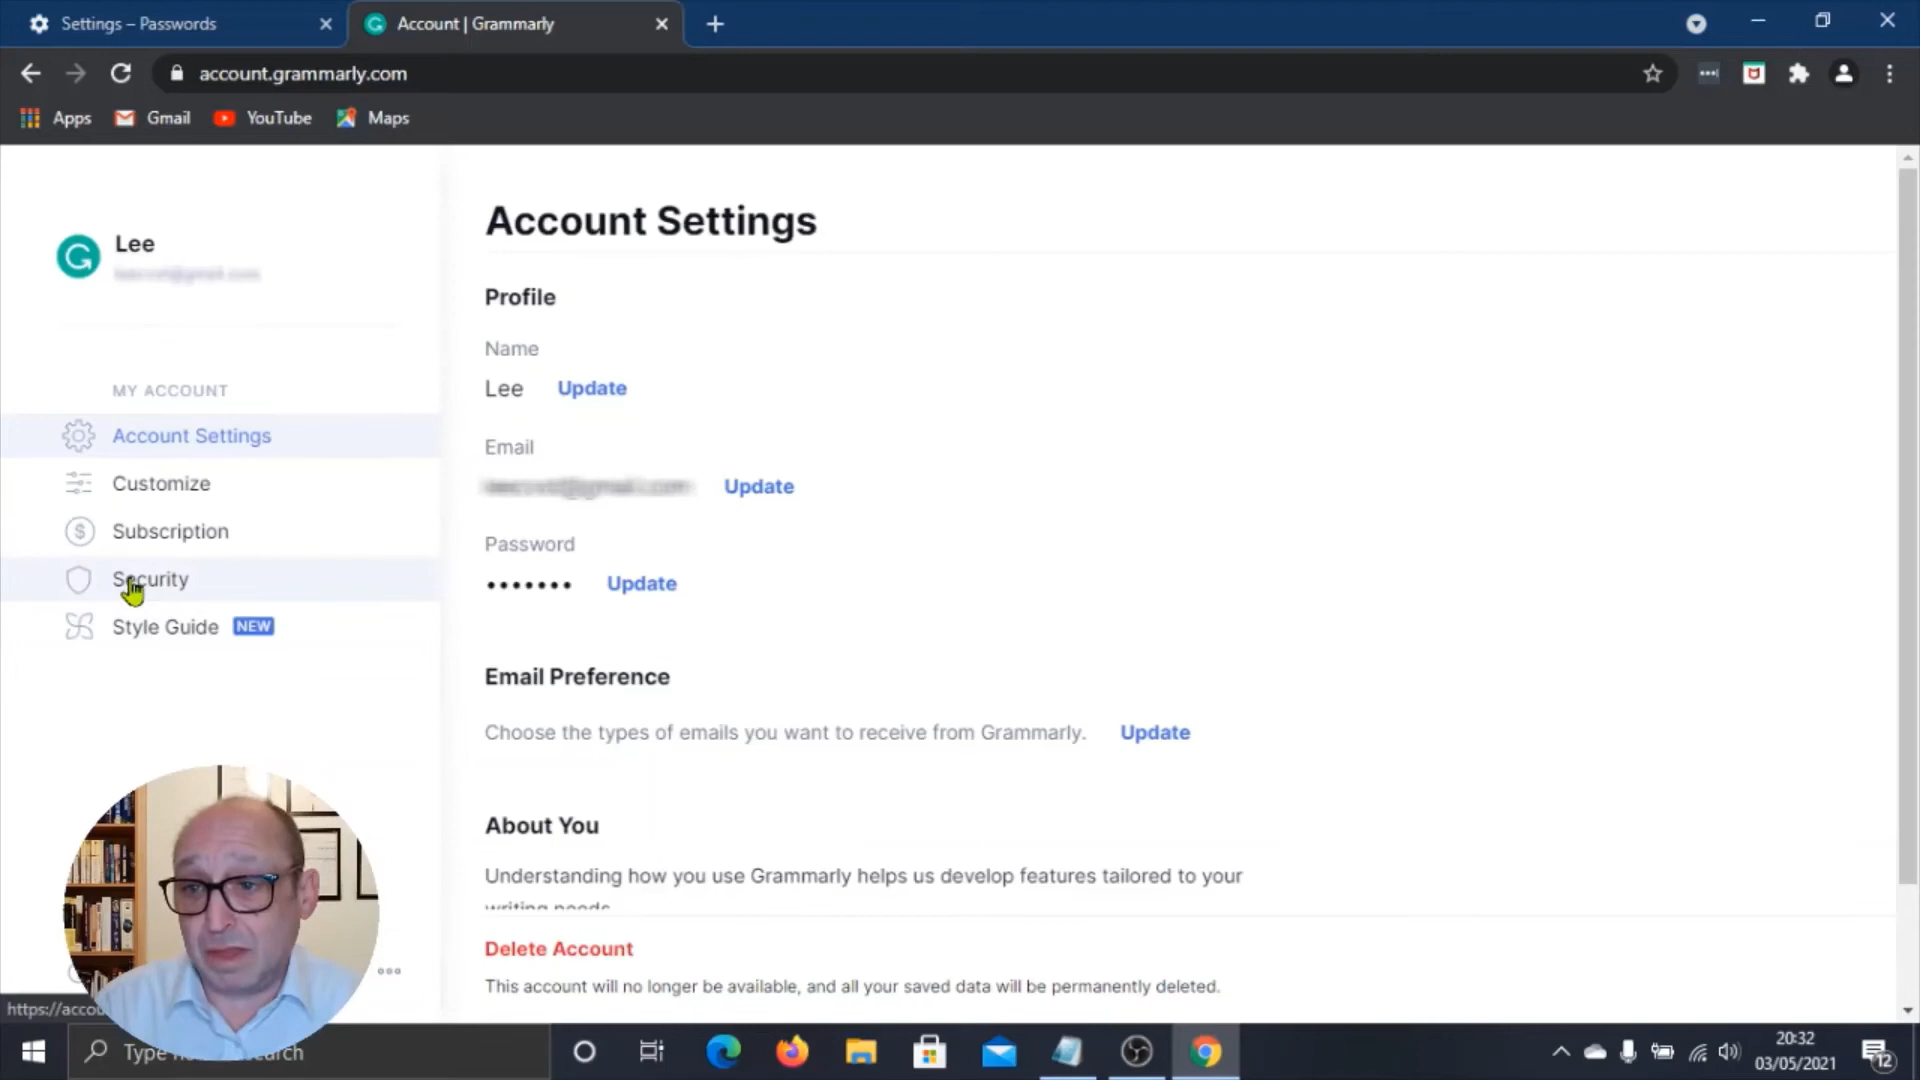 Settings – Passwords
Account | Grammarly
account.grammarly.com
Apps
Gmail
YouTube
Maps
Lee
MY ACCOUNT
Account Settings
Customize
Subscription
Security
Style Guide NEW
Account Settings
Profile
Name
Lee Update
Email
Update
Password
••••••• Update
Email Preference
Choose the types of emails you want to receive from Grammarly. Update
About You
Understanding how you use Grammarly helps us develop features tailored to your
writing needs.
Delete Account
This account will no longer be available, and all your saved data will be permanently deleted.
20:32
03/05/2021
12